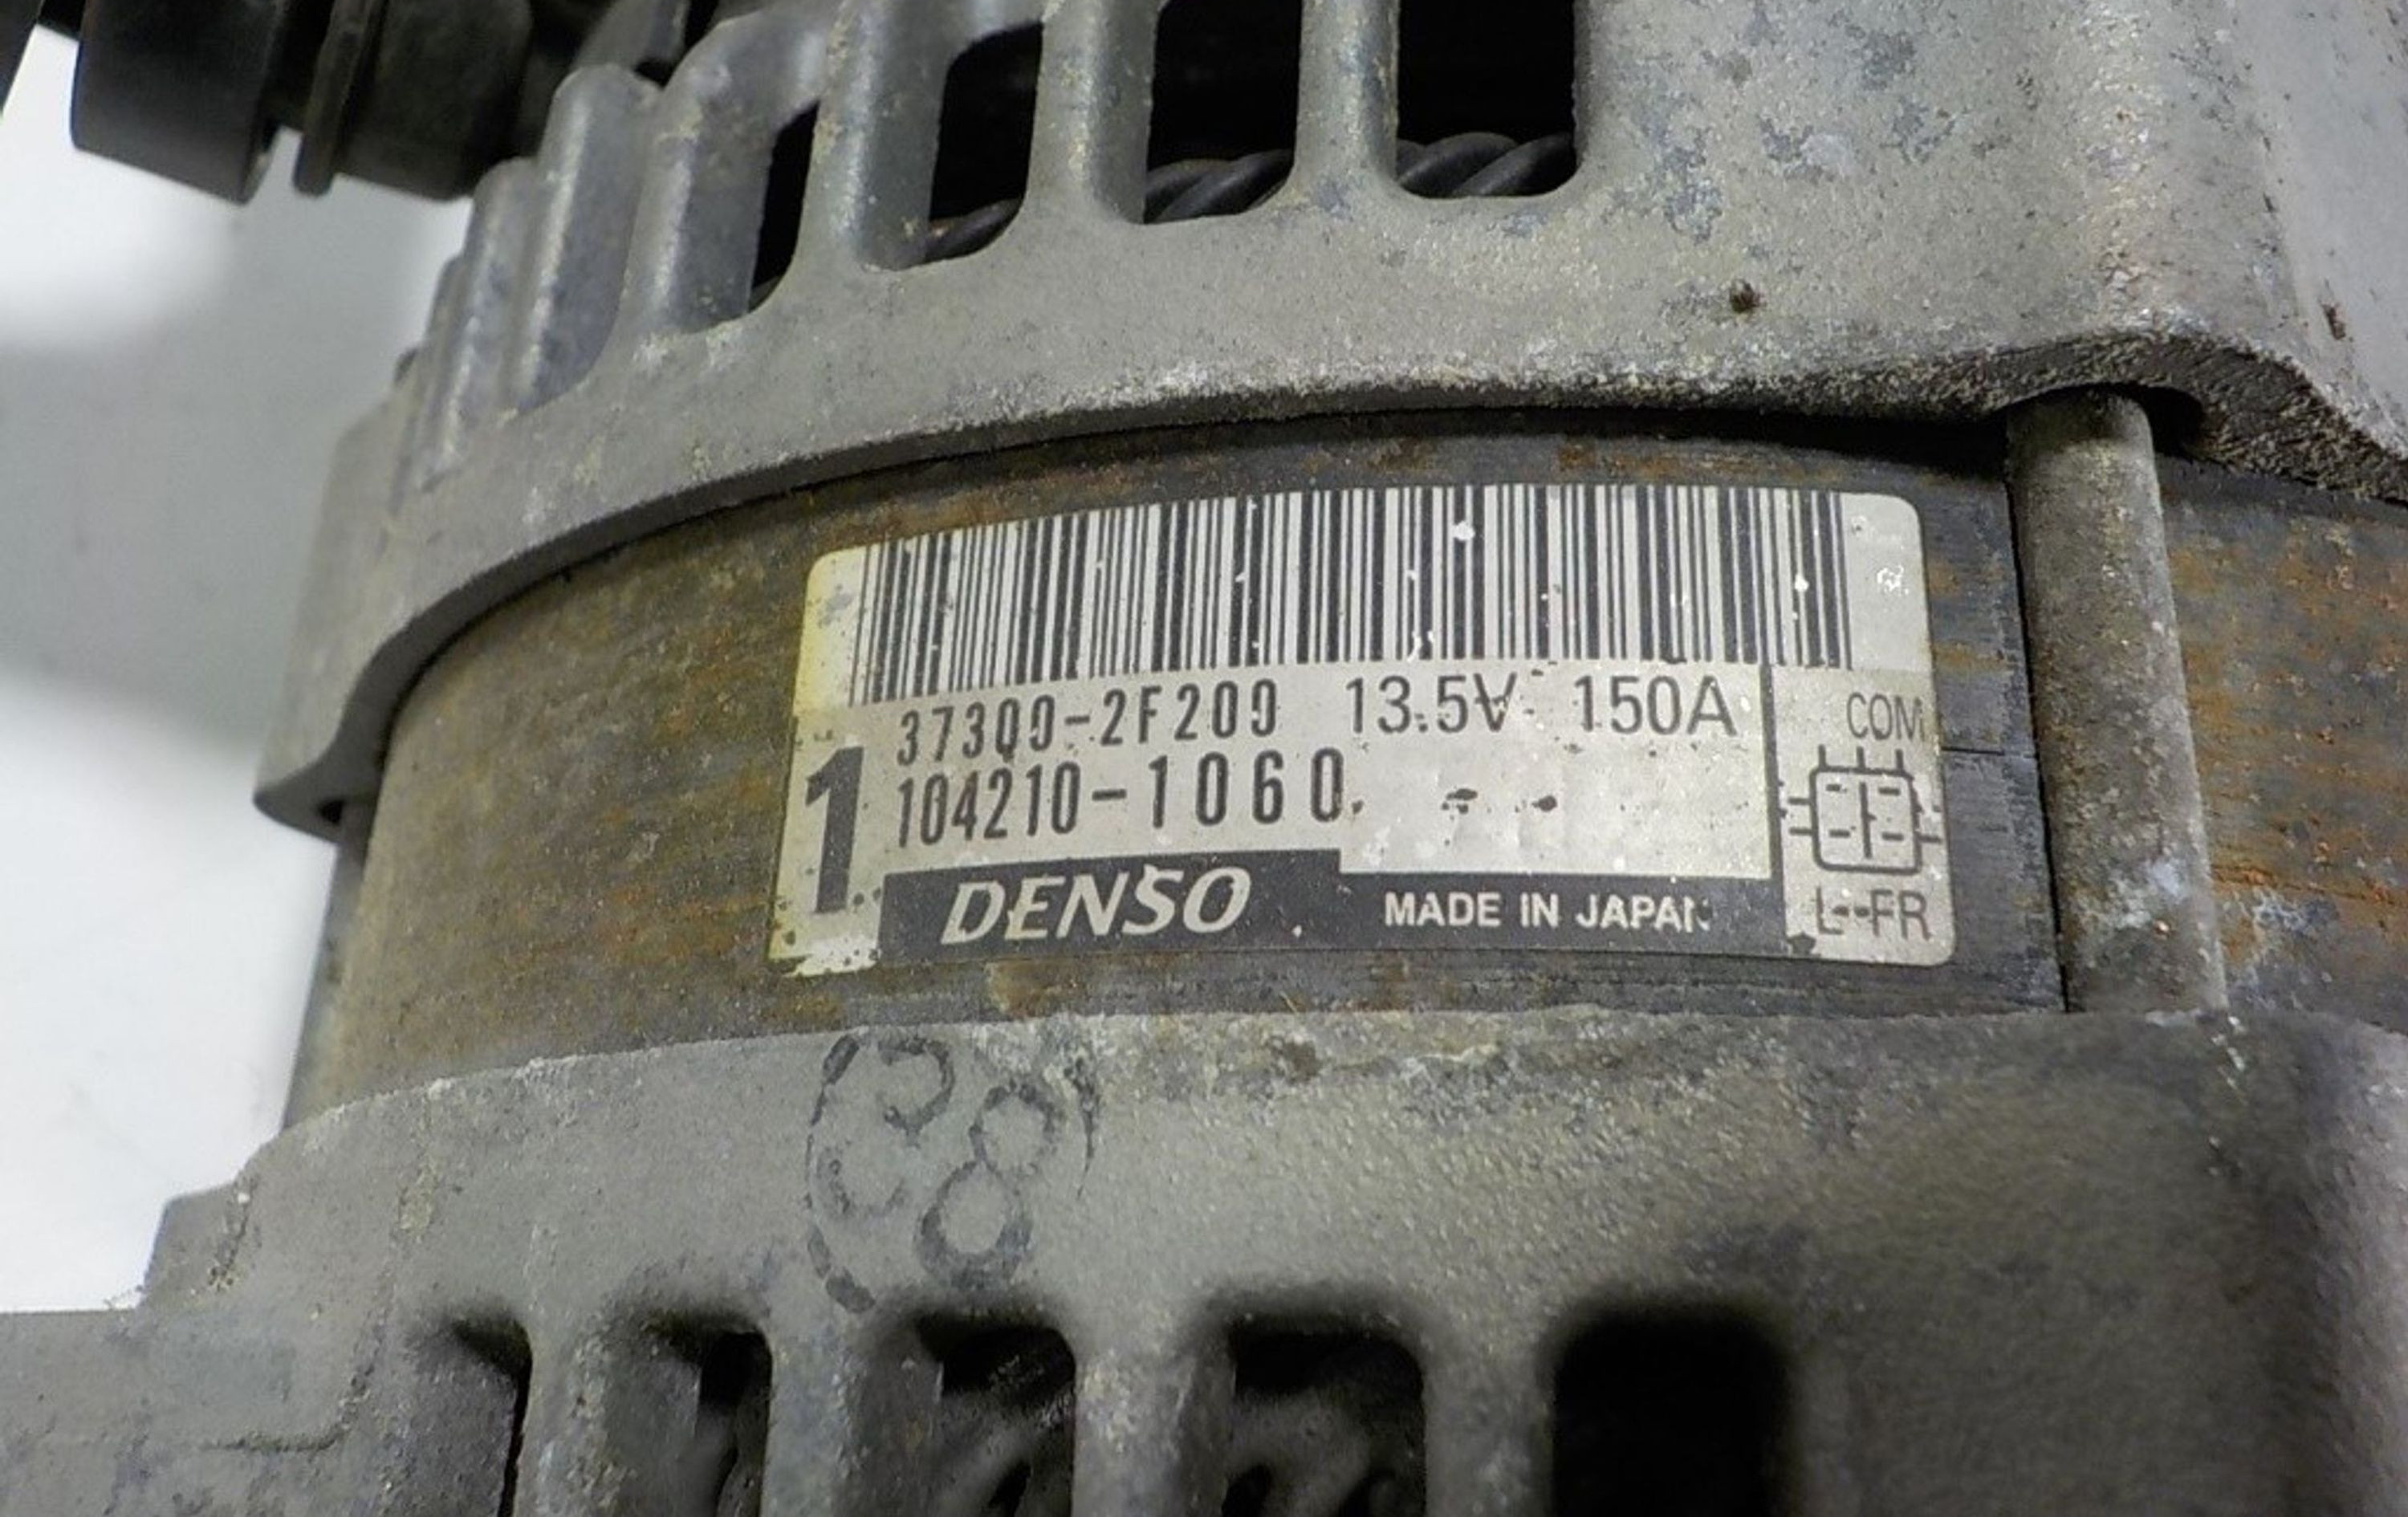 37300-2F200 13.5V 150A
104210-1060
1
DENSO MADE IN JAPAN
COM
L--FR